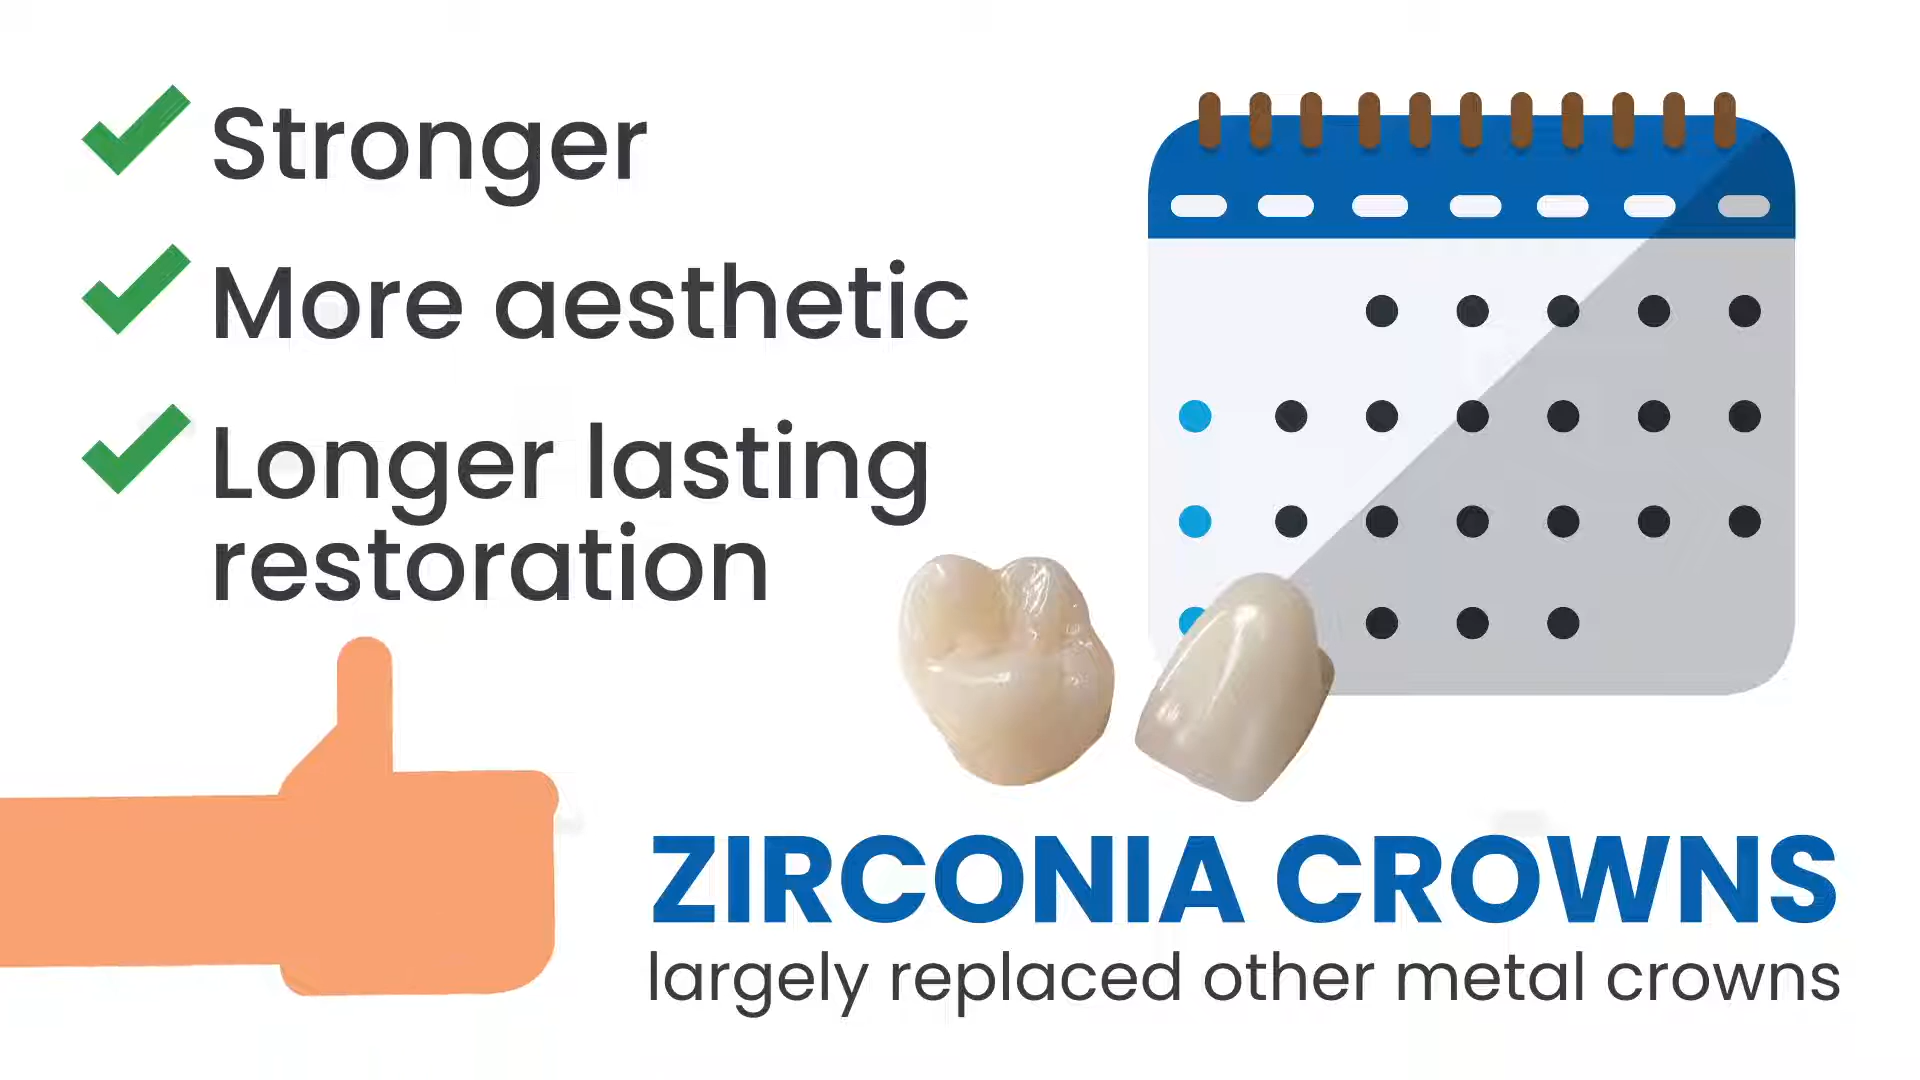 Stronger
More aesthetic
Longer lasting
restoration
ZIRCONIA CROWNS
largely replaced other metal crowns